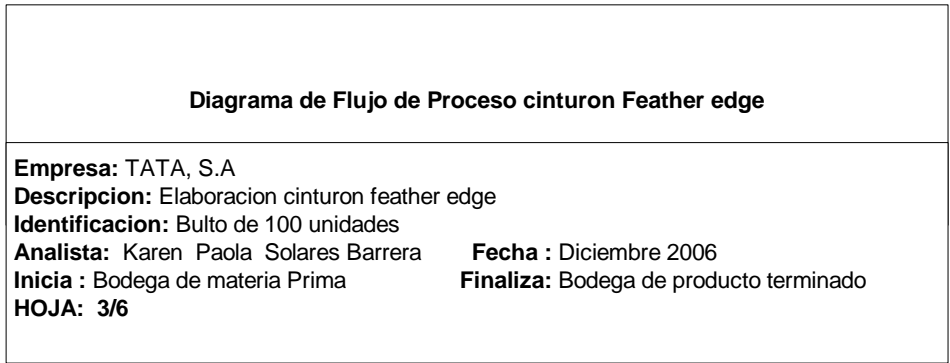 Diagrama de Flujo de Proceso cinturon Feather edge
Empresa: TATA, S.A
Descripcion: Elaboracion cinturon feather edge
Identificacion: Bulto de 100 unidades
Analista: Karen Paola Solares Barrera Fecha : Diciembre 2006
Inicia : Bodega de materia Prima Finaliza: Bodega de producto terminado
HOJA: 3/6